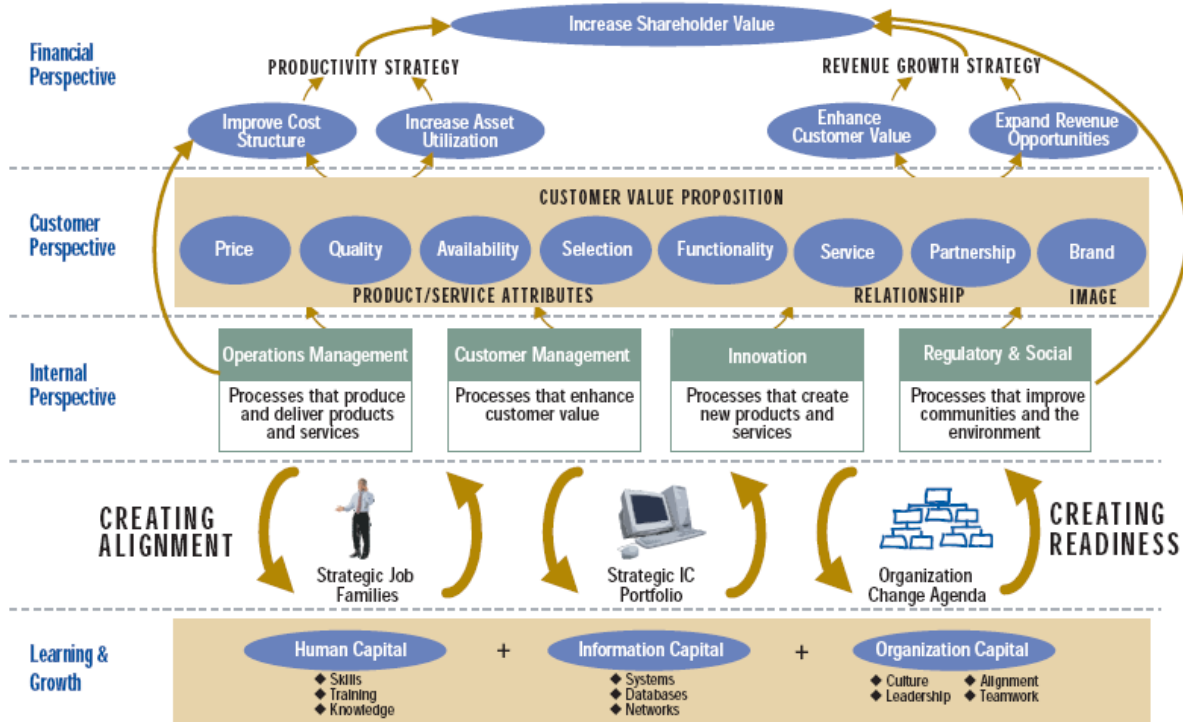 Increase Shareholder Value
Financial
Perspective
PRODUCTIVITY STRATEGY
REVENUE GROWTH STRATEGY
Improve Cost
Structure
Increase Asset
Utilization
Enhance
Customer Value
Expand Revenue
Opportunities
CUSTOMER VALUE PROPOSITION
Customer
Perspective
Price
Quality
Availability
Selection
Functionality
Service
Partnership
Brand
PRODUCT/SERVICE ATTRIBUTES
RELATIONSHIP
IMAGE
Internal
Perspective
Operations Management
Processes that produce
and deliver products
and services
Customer Management
Processes that enhance
customer value
Innovation
Processes that create
new products and
services
Regulatory & Social
Processes that improve
communities and the
environment
CREATING
ALIGNMENT
Strategic Job
Families
Strategic IC
Portfolio
Organization
Change Agenda
CREATING
READINESS
Learning &
Growth
Human Capital
◆ Skills
◆ Training
◆ Knowledge
+
Information Capital
◆ Systems
◆ Databases
◆ Networks
+
Organization Capital
◆ Culture ◆ Alignment
◆ Leadership ◆ Teamwork